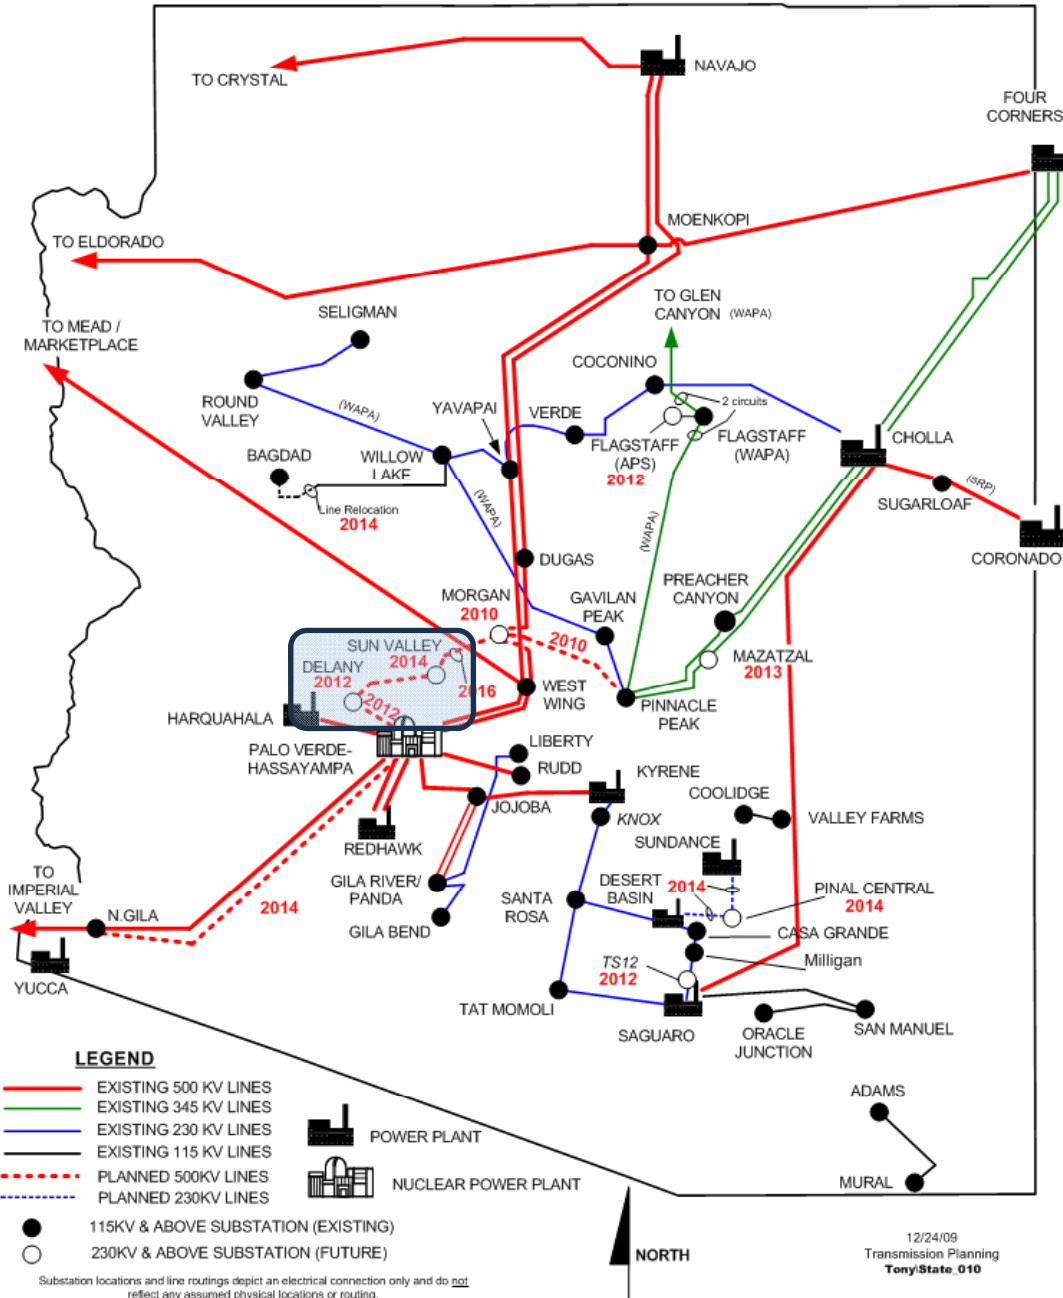 TO CRYSTAL
NAVAJO
FOUR
CORNERS
MOENKOPI
TO ELDORADO
TO GLEN
CANYON (WAPA)
SELIGMAN
TO MEAD /
MARKETPLACE
COCONINO
ROUND
VALLEY
(WAPA)
YAVAPAI
VERDE
2 circuits
FLAGSTAFF
(APS)
2012
FLAGSTAFF
(WAPA)
CHOLLA
BAGDAD
WILLOW
LAKE
Line Relocation
2014
(WAPA)
(WAPA)
(SRP)
SUGARLOAF
CORONADO
DUGAS
MORGAN
2010
GAVILAN
PEAK
PREACHER
CANYON
2010
SUN VALLEY
2014
DELANY
2012
2016
2012
MAZATZAL
2013
WEST
WING
PINNACLE
PEAK
HARQUAHALA
PALO VERDE-
HASSAYAMPA
LIBERTY
RUDD
KYRENE
JOJOBA
KNOX
COOLIDGE
VALLEY FARMS
REDHAWK
SUNDANCE
TO
IMPERIAL
VALLEY
2014
GILA RIVER/
PANDA
GILA BEND
SANTA
ROSA
DESERT
BASIN
2014
PINAL CENTRAL
2014
N.GILA
CASA GRANDE
Milligan
YUCCA
TS12
2012
TAT MOMOLI
SAGUARO
ORACLE
JUNCTION
SAN MANUEL
ADAMS
MURAL
LEGEND
EXISTING 500 KV LINES
EXISTING 345 KV LINES
EXISTING 230 KV LINES
EXISTING 115 KV LINES
PLANNED 500KV LINES
PLANNED 230KV LINES
POWER PLANT
NUCLEAR POWER PLANT
115KV & ABOVE SUBSTATION (EXISTING)
230KV & ABOVE SUBSTATION (FUTURE)
Substation locations and line routings depict an electrical connection only and do not
reflect any assumed physical locations or routing.
NORTH
12/24/09
Transmission Planning
Tony\State_010